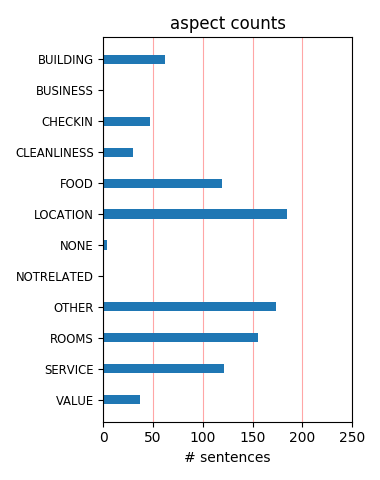 aspect counts
BUILDING
BUSINESS
CHECKIN
CLEANLINESS
FOOD
LOCATION
NONE
NOTRELATED
OTHER
ROOMS
SERVICE
VALUE
0 50 100 150 200 250
# sentences